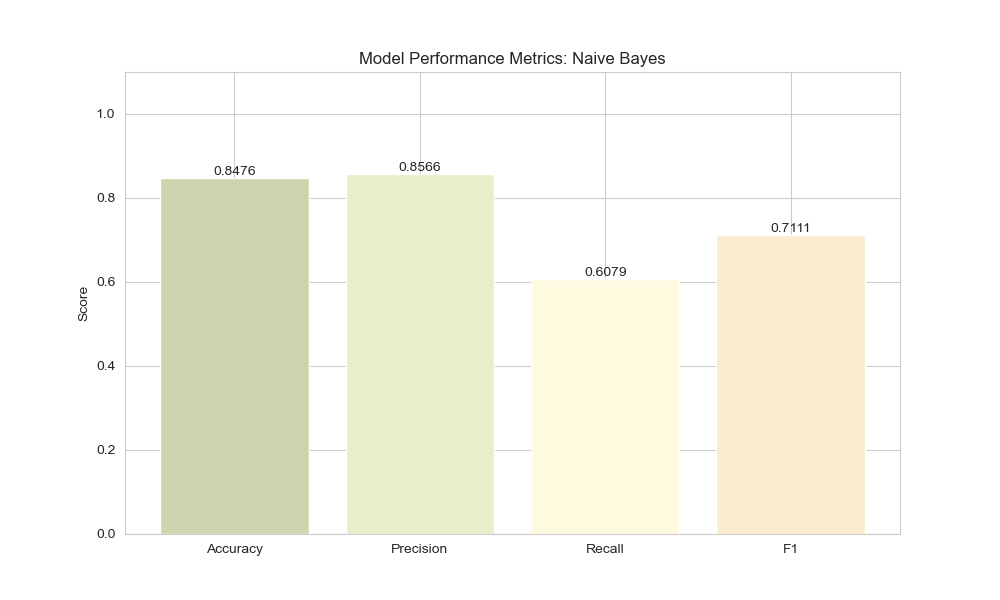 Model Performance Metrics: Naive Bayes
1.0
0.8
0.6
0.4
0.2
0.0
Score
0.8476
0.8566
0.6079
0.7111
Accuracy
Precision
Recall
F1